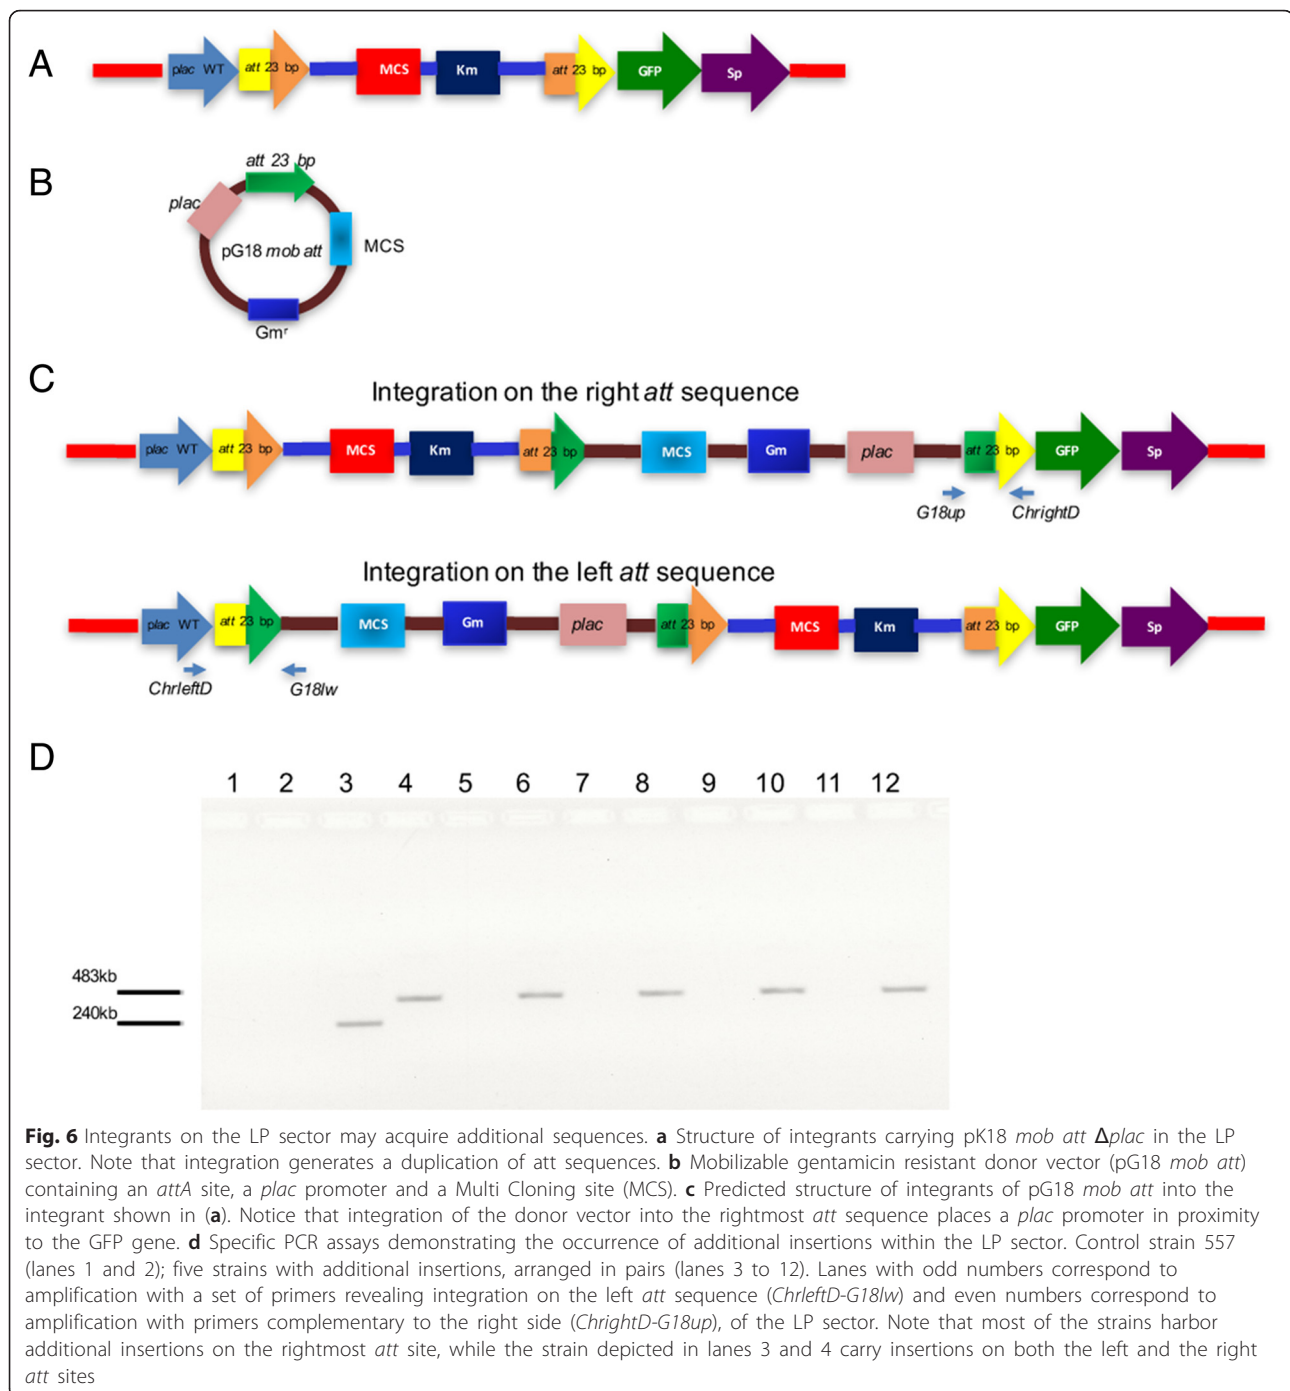 A
plac WT att 23 bp MCS Km att 23 bp GFP Sp
B
att 23 bp
plac
pG18 mob att
MCS
Gmʳ
C
Integration on the right att sequence
plac WT att 23 bp MCS Km att 23 bp MCS Gm plac att 23 bp GFP Sp
G18up ChrightD
Integration on the left att sequence
plac WT att 23 bp MCS Gm plac att 23 bp MCS Km att 23 bp GFP Sp
ChrleftD G18lw
D
1 2 3 4 5 6 7 8 9 10 11 12
483kb
240kb
Fig. 6 Integrants on the LP sector may acquire additional sequences. a Structure of integrants carrying pK18 mob att Δplac in the LP
sector. Note that integration generates a duplication of att sequences. b Mobilizable gentamicin resistant donor vector (pG18 mob att)
containing an attA site, a plac promoter and a Multi Cloning site (MCS). c Predicted structure of integrants of pG18 mob att into the
integrant shown in (a). Notice that integration of the donor vector into the rightmost att sequence places a plac promoter in proximity
to the GFP gene. d Specific PCR assays demonstrating the occurrence of additional insertions within the LP sector. Control strain 557
(lanes 1 and 2); five strains with additional insertions, arranged in pairs (lanes 3 to 12). Lanes with odd numbers correspond to
amplification with a set of primers revealing integration on the left att sequence (ChrleftD-G18lw) and even numbers correspond to
amplification with primers complementary to the right side (ChrightD-G18up), of the LP sector. Note that most of the strains harbor
additional insertions on the rightmost att site, while the strain depicted in lanes 3 and 4 carry insertions on both the left and the right
att sites